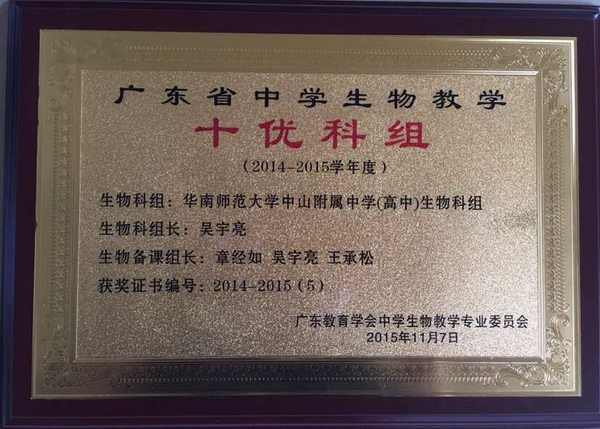 广东省中学生物教学
十优科组
（2014-2015学年度）
生物科组：华南师范大学中山附属中学(高中)生物科组
生物科组长：吴宇亮
生物备课组长：章经如 吴宇亮 王承松
获奖证书编号：2014-2015（5）
广东教育学会中学生物教学专业委员会
2015年11月7日